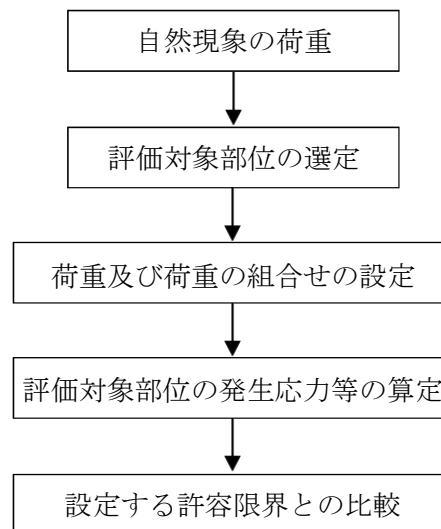 自然現象の荷重
評価対象部位の選定
荷重及び荷重の組合せの設定
評価対象部位の発生応力等の算定
設定する許容限界との比較